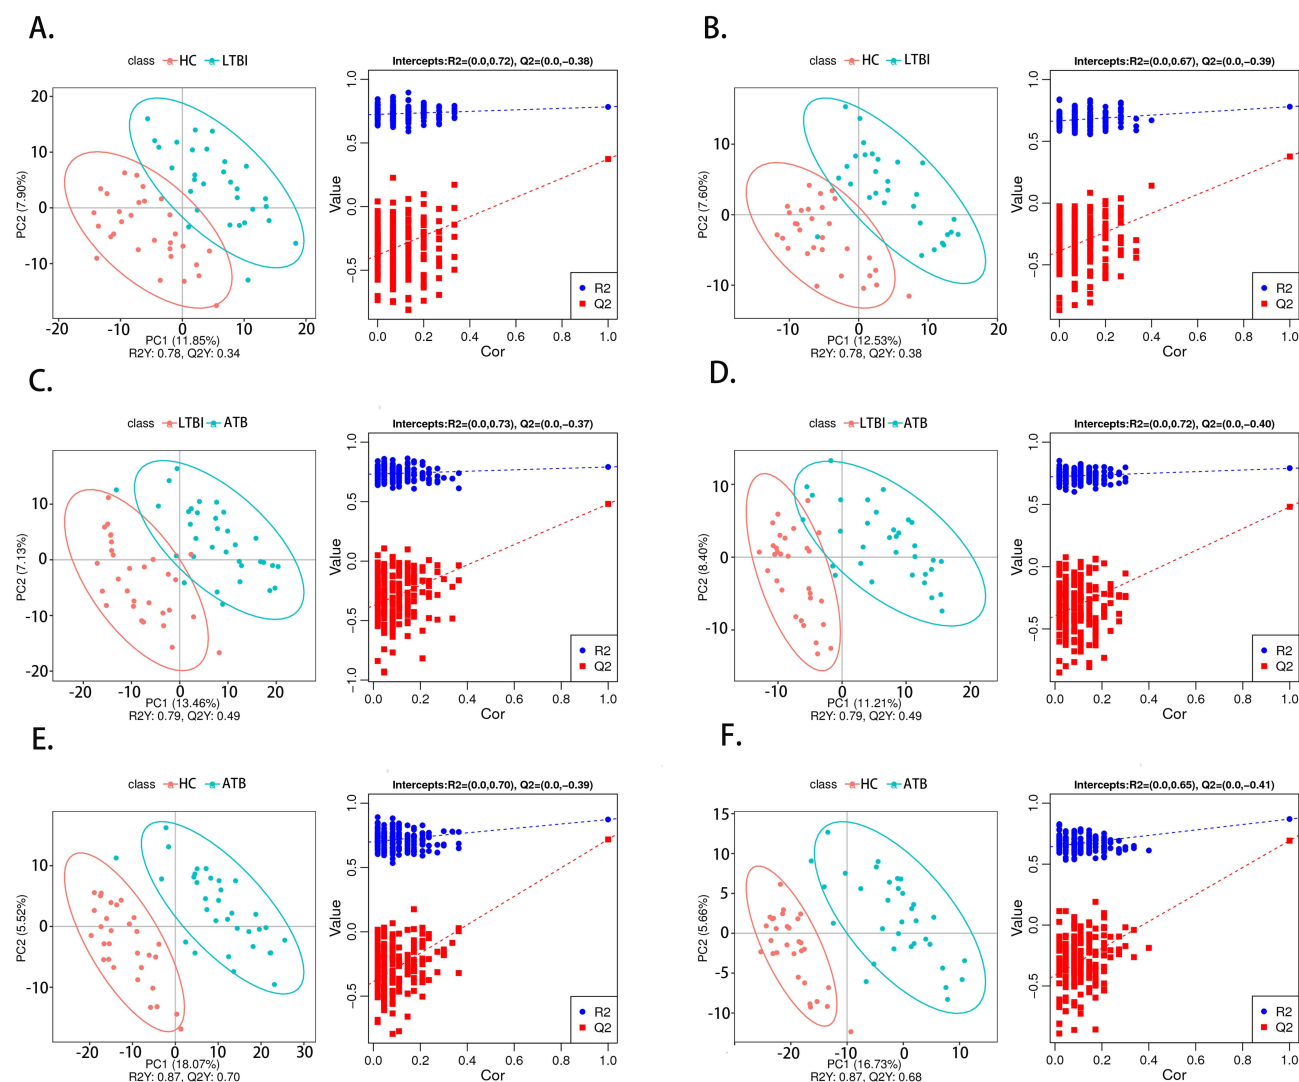 A.
class HC LTBI
PC2 (7.90%)
20
10
0
-10
-20 -10 0 10 20
PC1 (11.85%)
R2Y: 0.78, Q2Y: 0.34
Intercepts:R2=(0.0,0.72), Q2=(0.0,−0.38)
Value
1.0
0.5
0.0
−0.5
R2
Q2
0.0 0.2 0.4 0.6 0.8 1.0
Cor
B.
class HC LTBI
PC2 (7.60%)
10
0
-10
-10 0 10 20
PC1 (12.53%)
R2Y: 0.78, Q2Y: 0.38
Intercepts:R2=(0.0,0.67), Q2=(0.0,−0.39)
Value
1.0
0.5
0.0
−0.5
R2
Q2
0.0 0.2 0.4 0.6 0.8 1.0
Cor
C.
class LTBI ATB
PC2 (7.13%)
10
0
-10
-20
-20 -10 0 10 20
PC1 (13.46%)
R2Y: 0.79, Q2Y: 0.49
Intercepts:R2=(0.0,0.73), Q2=(0.0,−0.37)
Value
1.0
0.5
0.0
−0.5
−1.0
R2
Q2
0.0 0.2 0.4 0.6 0.8 1.0
Cor
D.
class LTBI ATB
PC2 (8.40%)
10
0
-10
-10 0 10 20
PC1 (11.21%)
R2Y: 0.79, Q2Y: 0.49
Intercepts:R2=(0.0,0.72), Q2=(0.0,−0.40)
Value
1.0
0.5
0.0
−0.5
R2
Q2
0.0 0.2 0.4 0.6 0.8 1.0
Cor
E.
class HC ATB
PC2 (5.52%)
10
0
-10
-20 -10 0 10 20 30
PC1 (18.07%)
R2Y: 0.87, Q2Y: 0.70
Intercepts:R2=(0.0,0.70), Q2=(0.0,−0.39)
Value
1.0
0.5
0.0
−0.5
R2
Q2
0.0 0.2 0.4 0.6 0.8 1.0
Cor
F.
class HC ATB
PC2 (5.66%)
15
10
5
0
-5
-10
-20 -10 0 10
PC1 (16.73%)
R2Y: 0.87, Q2Y: 0.68
Intercepts:R2=(0.0,0.65), Q2=(0.0,−0.41)
Value
1.0
0.5
0.0
−0.5
R2
Q2
0.0 0.2 0.4 0.6 0.8 1.0
Cor